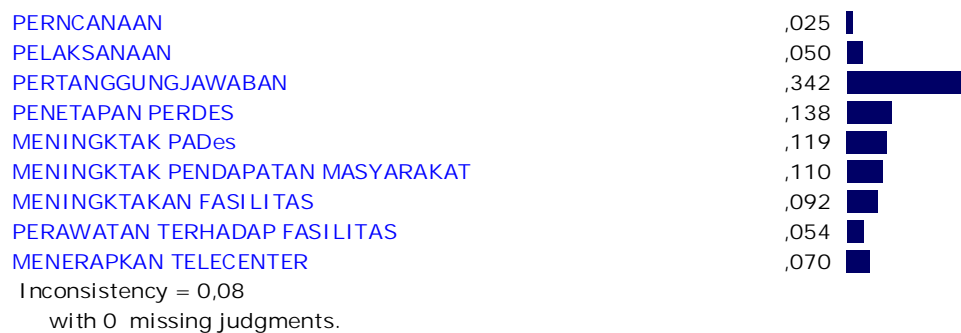 PERNCANAAN ,025
PELAKSANAAN ,050
PERTANGGUNGJAWABAN ,342
PENETAPAN PERDES ,138
MENINGKTAK PADes ,119
MENINGKTAK PENDAPATAN MASYARAKAT ,110
MENINGKTAKAN FASILITAS ,092
PERAWATAN TERHADAP FASILITAS ,054
MENERAPKAN TELECENTER ,070
Inconsistency = 0,08
with 0 missing judgments.